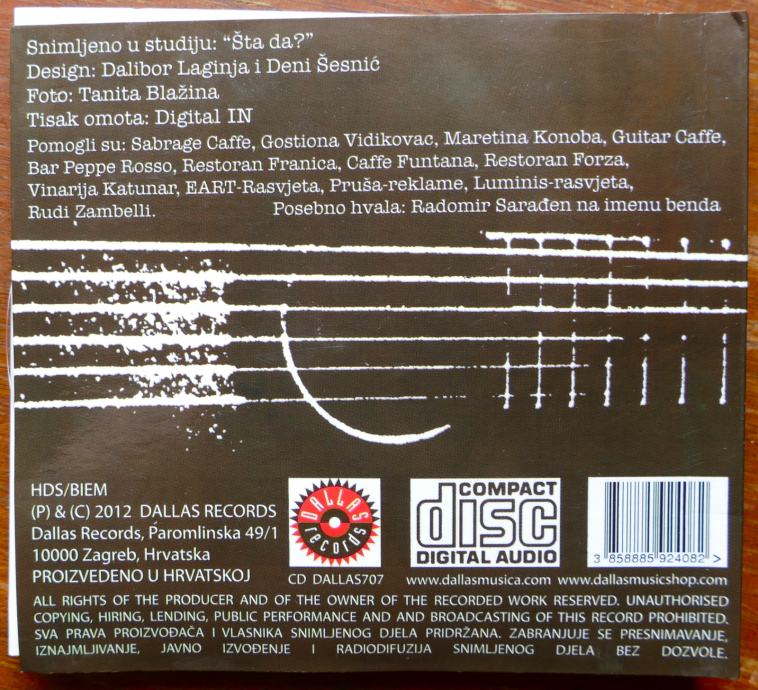 Snimljeno u studiju: “Šta da?”
Design: Dalibor Laginja i Deni Šesnić
Foto: Tanita Blažina
Tisak omota: Digital IN
Pomogli su: Sabrage Caffe, Gostiona Vidikovac, Maretina Konoba, Guitar Caffe,
Bar Peppe Rosso, Restoran Franica, Caffe Funtana, Restoran Forza,
Vinarija Katunar, EART-Rasvjeta, Pruša-reklame, Luminis-rasvjeta,
Rudi Zambelli. Posebno hvala: Radomir Sarađen na imenu benda
HDS/BIEM
(P) & (C) 2012 DALLAS RECORDS
Dallas Records, Paromlinska 49/1
10000 Zagreb, Hrvatska
PROIZVEDENO U HRVATSKOJ
DALLAS
records
CD DALLAS707
COMPACT
disc
DIGITAL AUDIO
www.dallasmusica.com www.dallasmusicshop.com
3 858885 924082 >
ALL RIGHTS OF THE PRODUCER AND OF THE OWNER OF THE RECORDED WORK RESERVED. UNAUTHORISED
COPYING, HIRING, LENDING, PUBLIC PERFORMANCE AND AND BROADCASTING OF THIS RECORD PROHIBITED.
SVA PRAVA PROIZVOĐAČA I VLASNIKA SNIMLJENOG DJELA PRIDRŽANA. ZABRANJUJE SE PRESNIMAVANJE,
IZNAJMLJIVANJE, JAVNO IZVOĐENJE I RADIODIFUZIJA SNIMLJENOG DJELA BEZ DOZVOLE.